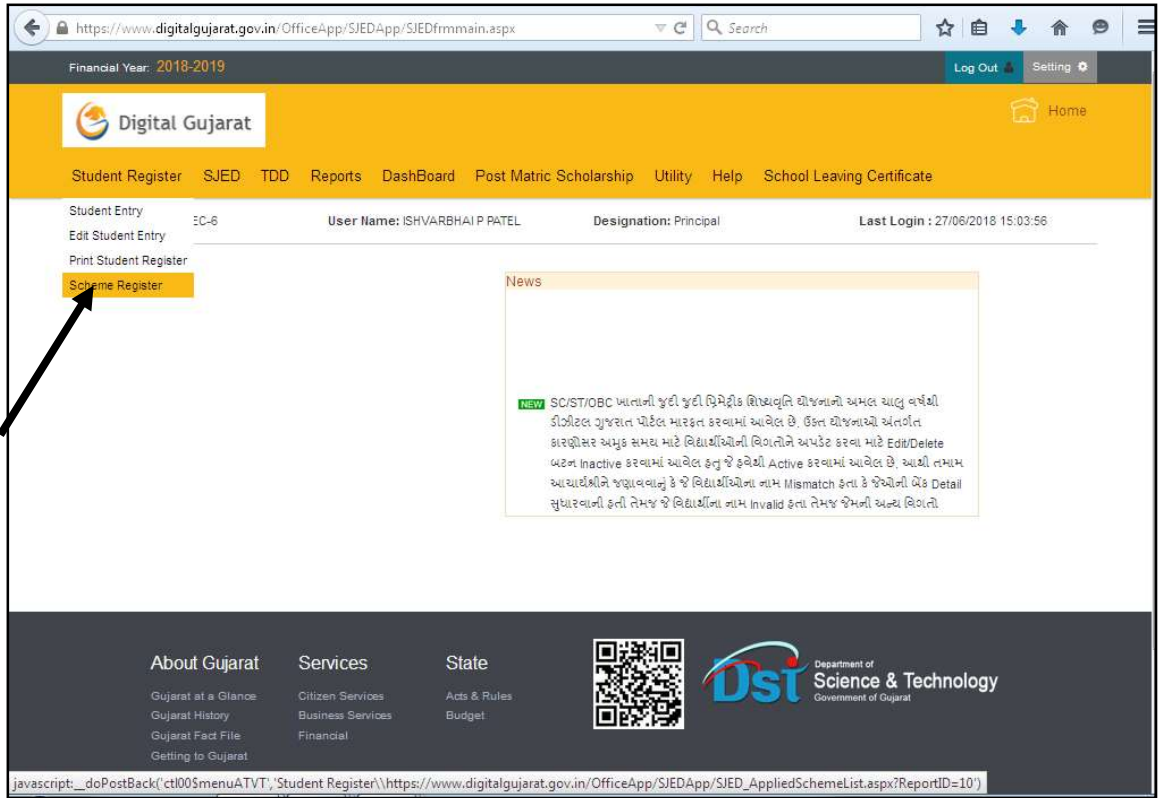 https://www.digitalgujarat.gov.in/OfficeApp/SJEDApp/SJEDfrmmain.aspx
Search
Financial Year: 2018-2019
Log Out
Setting
Digital Gujarat
Home
Student Register SJED TDD Reports DashBoard Post Matric Scholarship Utility Help School Leaving Certificate
Student Entry
EC-6 User Name: ISHVARBHAI P PATEL Designation: Principal Last Login : 27/06/2018 15:03:56
Edit Student Entry
Print Student Register
Scheme Register
News
NEW SC/ST/OBC ખાતાની જુદી જુદી પ્રિમેટ્રીક શિષ્યવૃતિ યોજનાનો અમલ ચાલુ વર્ષથી
ડીઝીટલ ગુજરાત પોર્ટલ મારફત કરવામાં આવેલ છે. ઉક્ત યોજનાઓ અંતર્ગત
કારણોસર અમુક સમય માટે વિદ્યાર્થીઓની વિગતોને અપડેટ કરવા માટે Edit/Delete
બટન Inactive કરવામાં આવેલ હતુ જે હવેથી Active કરવામાં આવેલ છે. આથી તમામ
આચાર્યશ્રીને જણાવવાનું કે જે વિદ્યાર્થીઓના નામ Mismatch હતા કે જેઓની બેંક Detail
સુધારવાની હતી તેમજ જે વિદ્યાર્થીના નામ Invalid હતા તેમજ જેમની અન્ય વિગતો
About Gujarat
Gujarat at a Glance
Gujarat History
Gujarat Fact File
Getting to Gujarat
Services
Citizen Services
Business Services
Financial
State
Acts & Rules
Budget
DST
Department of
Science & Technology
Government of Gujarat
javascript:__doPostBack('ctl00$menuATVT','Student Register\\https://www.digitalgujarat.gov.in/OfficeApp/SJEDApp/SJED_AppliedSchemeList.aspx?ReportID=10')